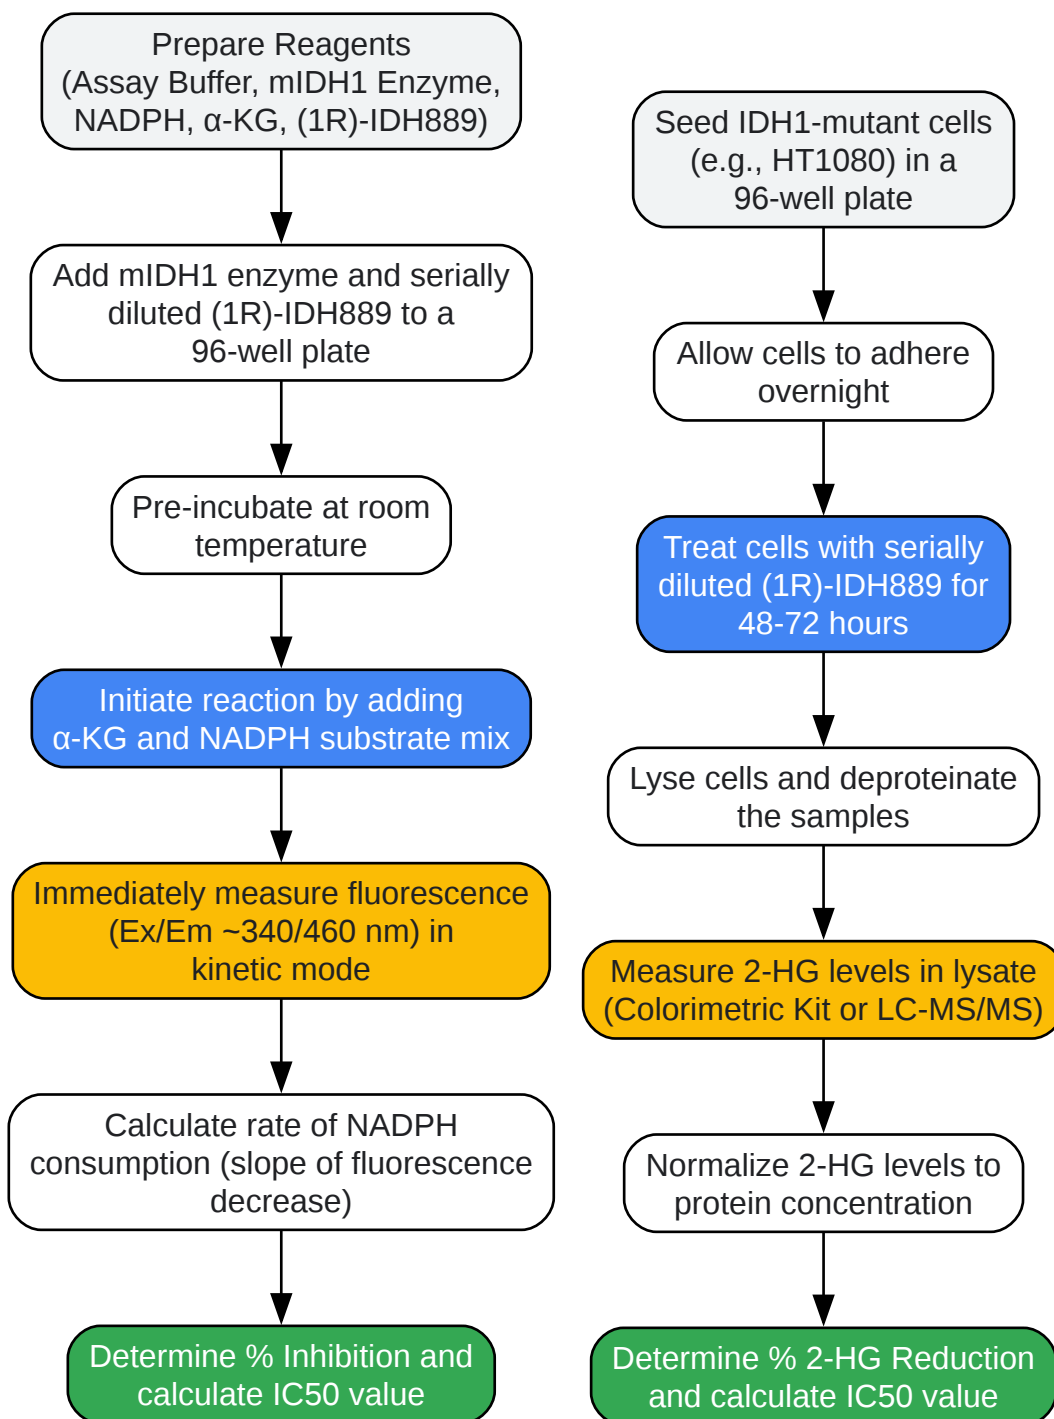 Prepare Reagents
(Assay Buffer, mIDH1 Enzyme,
NADPH, α-KG, (1R)-IDH889)
Add mIDH1 enzyme and serially
diluted (1R)-IDH889 to a
96-well plate
Pre-incubate at room
temperature
Initiate reaction by adding
α-KG and NADPH substrate mix
Immediately measure fluorescence
(Ex/Em ~340/460 nm) in
kinetic mode
Calculate rate of NADPH
consumption (slope of fluorescence
decrease)
Determine % Inhibition and
calculate IC50 value
Seed IDH1-mutant cells
(e.g., HT1080) in a
96-well plate
Allow cells to adhere
overnight
Treat cells with serially
diluted (1R)-IDH889 for
48-72 hours
Lyse cells and deproteinate
the samples
Measure 2-HG levels in lysate
(Colorimetric Kit or LC-MS/MS)
Normalize 2-HG levels to
protein concentration
Determine % 2-HG Reduction
and calculate IC50 value